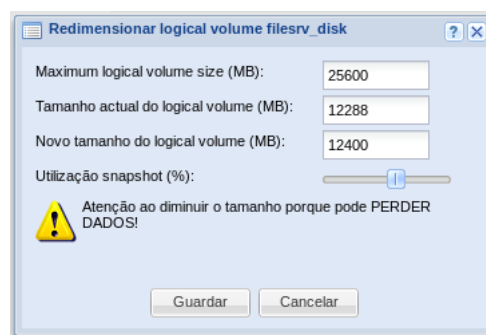 Redimensionar logical volume filesrv_disk
Maximum logical volume size (MB): 25600
Tamanho actual do logical volume (MB): 12288
Novo tamanho do logical volume (MB): 12400
Utilização snapshot (%):
Atenção ao diminuir o tamanho porque pode PERDER
DADOS!
Guardar Cancelar